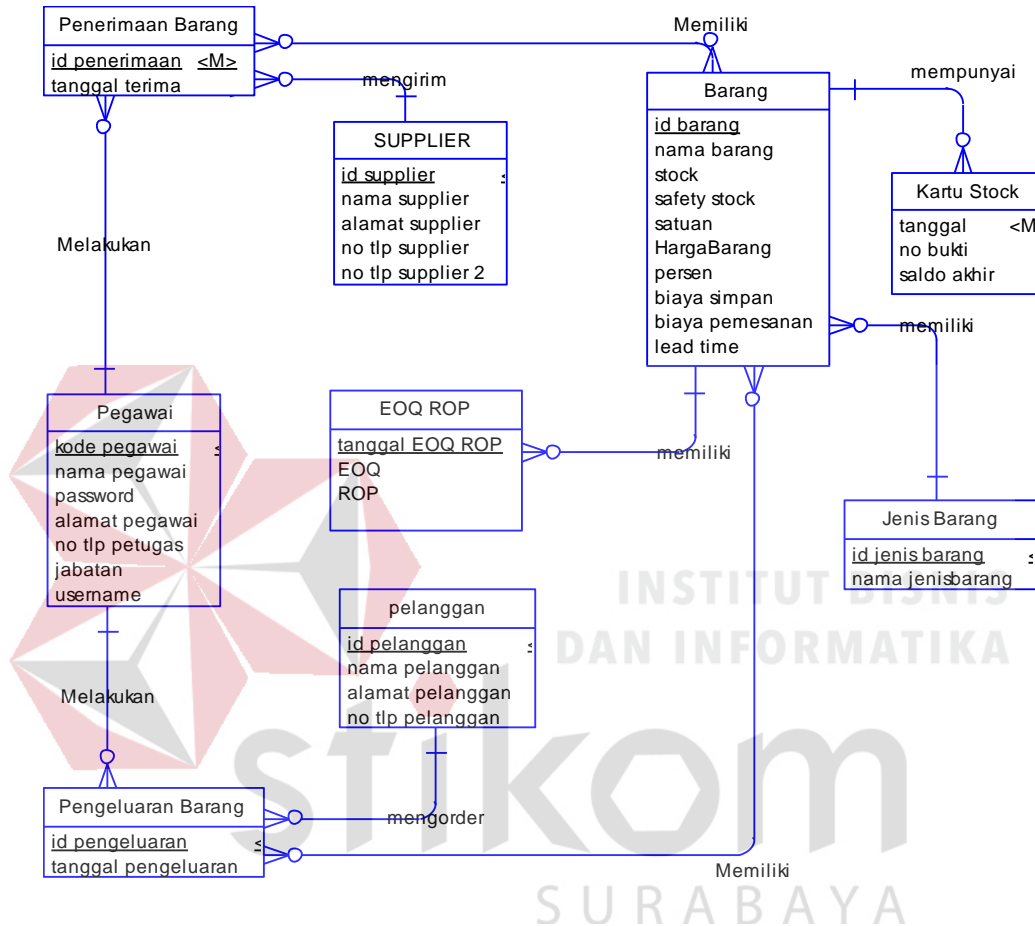 Penerimaan Barang
id penerimaan <M>
tanggal terima
Memiliki
mengirim
SUPPLIER
id supplier <
nama supplier
alamat supplier
no tlp supplier
no tlp supplier 2
Barang
id barang
nama barang
stock
safety stock
satuan
HargaBarang
persen
biaya simpan
biaya pemesanan
lead time
mempunyai
Kartu Stock
tanggal <M
no bukti
saldo akhir
Melakukan
memiliki
Pegawai
kode pegawai <
nama pegawai
password
alamat pegawai
no tlp petugas
jabatan
username
EOQ ROP
tanggal EOQ ROP
EOQ
ROP
memiliki
Jenis Barang
id jenis barang <
nama jenisbarang
INSTITUT BISNIS
DAN INFORMATIKA
pelanggan
id pelanggan <
nama pelanggan
alamat pelanggan
no tlp pelanggan
Melakukan
stikom
Pengeluaran Barang
id pengeluaran <
tanggal pengeluaran
mengorder
Memiliki
SURABAYA